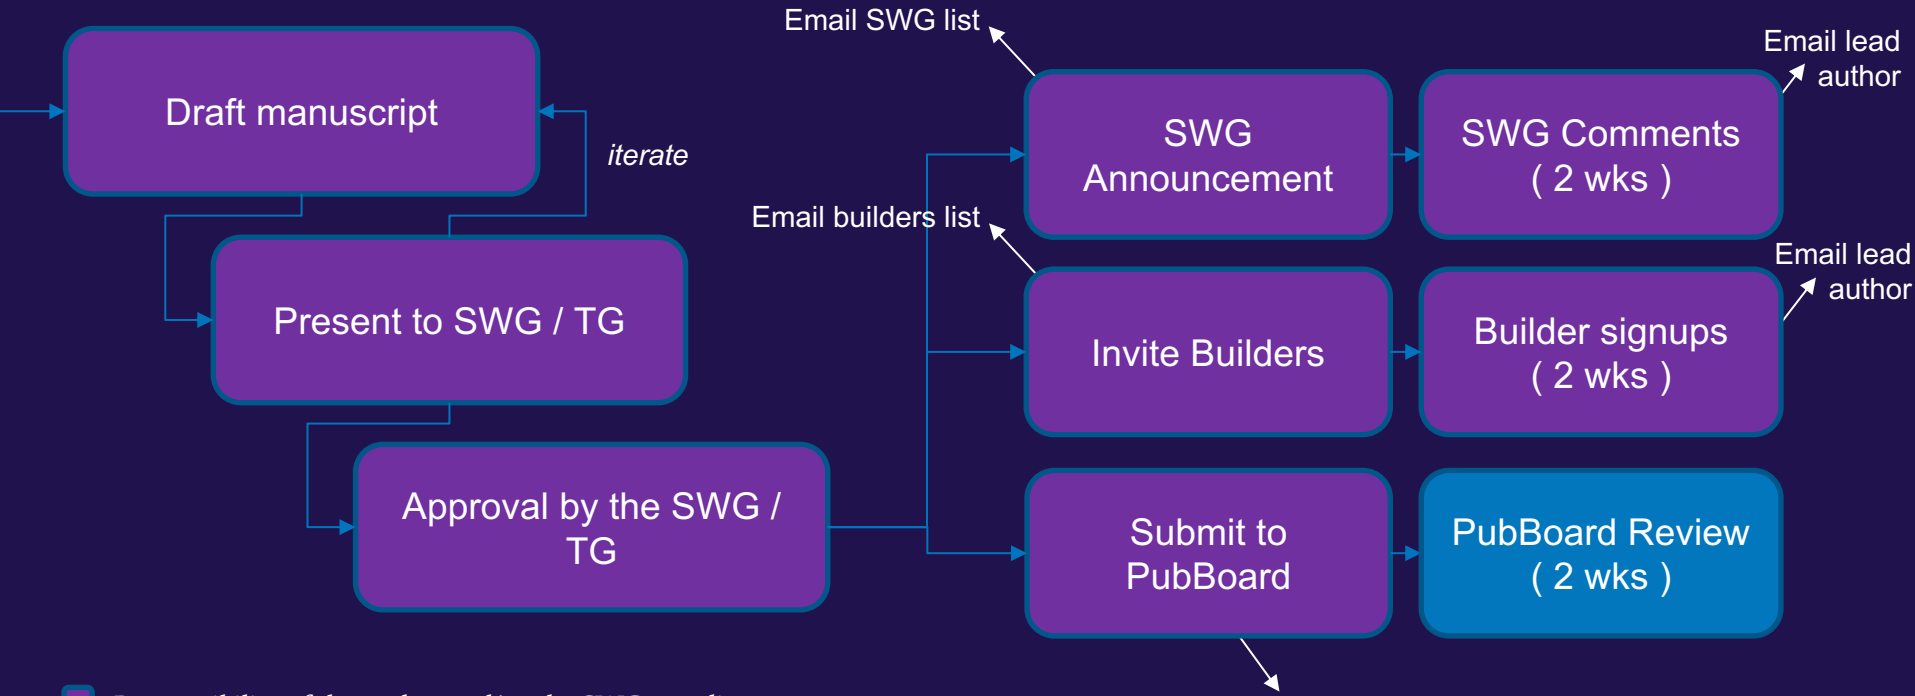 Draft manuscript
iterate
Present to SWG / TG
Approval by the SWG /
TG
Email SWG list
SWG
Announcement
Email lead
author
SWG Comments
( 2 wks )
Email builders list
Invite Builders
Email lead
author
Builder signups
( 2 wks )
Submit to
PubBoard
PubBoard Review
( 2 wks )